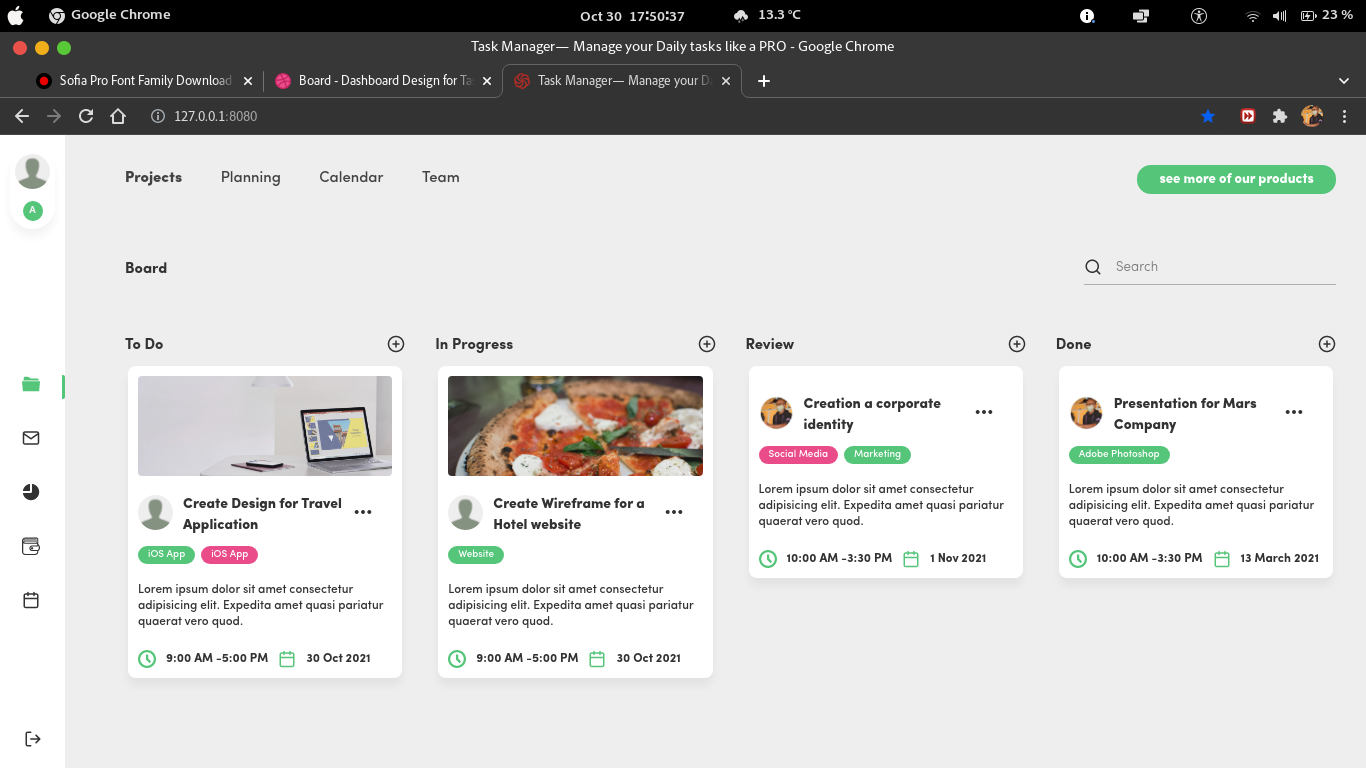 Google Chrome
Oct 30 17:50:37
13.3 °C
23 %
Task Manager— Manage your Daily tasks like a PRO - Google Chrome
Sofia Pro Font Family Download
Board - Dashboard Design for Ta
Task Manager— Manage your D
127.0.0.1:8080
A
Projects
Planning
Calendar
Team
see more of our products
Board
Search
To Do
In Progress
Review
Done
Create Design for Travel
Application
iOS App
iOS App
Lorem ipsum dolor sit amet consectetur
adipisicing elit. Expedita amet quasi pariatur
quaerat vero quod.
9:00 AM -5:00 PM
30 Oct 2021
Create Wireframe for a
Hotel website
Website
Lorem ipsum dolor sit amet consectetur
adipisicing elit. Expedita amet quasi pariatur
quaerat vero quod.
9:00 AM -5:00 PM
30 Oct 2021
Creation a corporate
identity
Social Media
Marketing
Lorem ipsum dolor sit amet consectetur
adipisicing elit. Expedita amet quasi pariatur
quaerat vero quod.
10:00 AM -3:30 PM
1 Nov 2021
Presentation for Mars
Company
Adobe Photoshop
Lorem ipsum dolor sit amet consectetur
adipisicing elit. Expedita amet quasi pariatur
quaerat vero quod.
10:00 AM -3:30 PM
13 March 2021